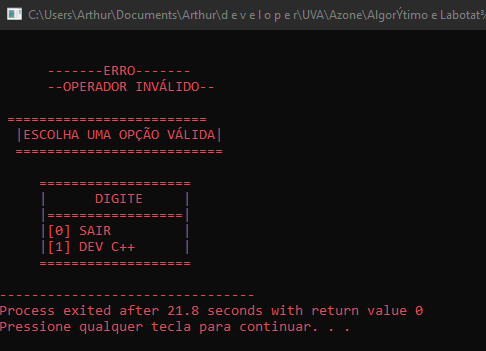 C:\Users\Arthur\Documents\Arthur\d e v e l o p e r\UVA\Azone\AlgorÝtimo e Labotat¾
-------ERRO-------
--OPERADOR INVÁLIDO--
=========================
|ESCOLHA UMA OPÇÃO VÁLIDA|
==========================
===================
| DIGITE |
|=================|
|[0] SAIR |
|[1] DEV C++ |
===================
--------------------------------
Process exited after 21.8 seconds with return value 0
Pressione qualquer tecla para continuar. . .